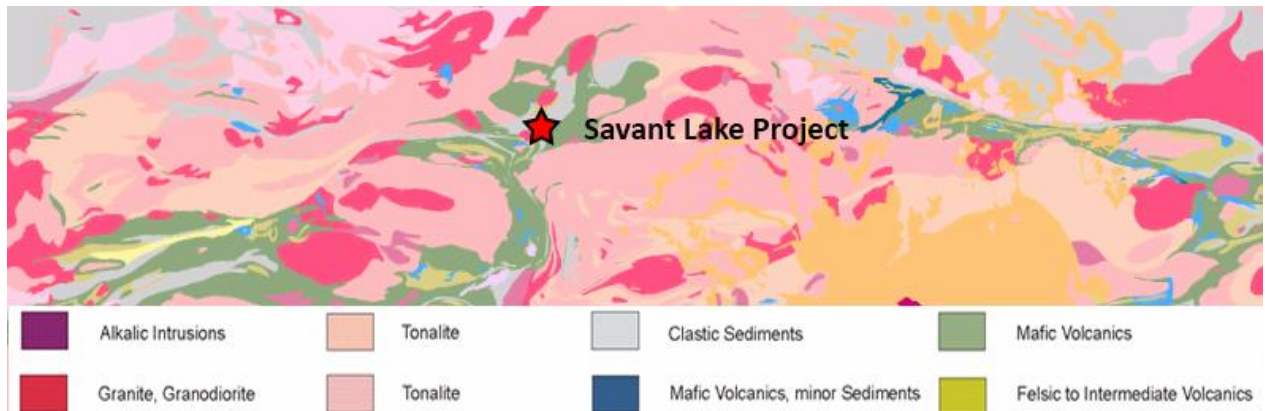 Savant Lake Project
Alkalic Intrusions
Tonalite
Clastic Sediments
Mafic Volcanics
Granite, Granodiorite
Tonalite
Mafic Volcanics, minor Sediments
Felsic to Intermediate Volcanics